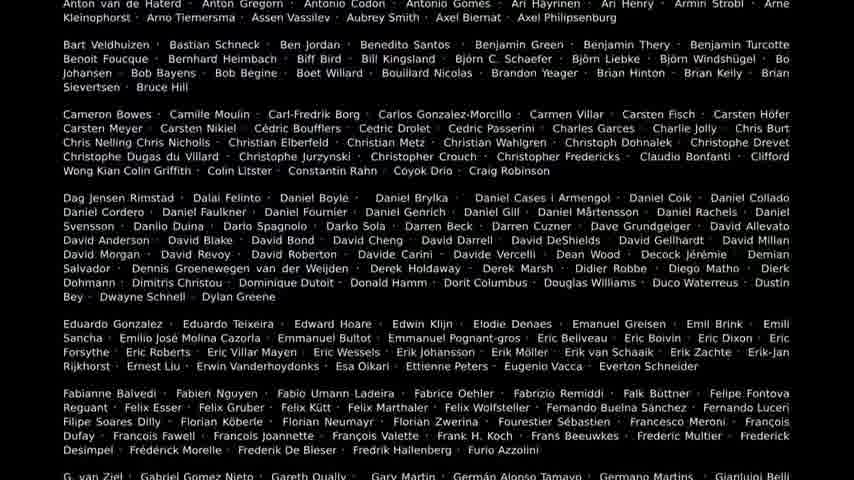 Anton van de Haterd · Anton Gregorn · Antonio Codon · Antonio Gomes · Ari Häyrinen · Ari Henry · Armin Strobl · Arne
Kleinophorst · Arno Tiemersma · Assen Vassilev · Aubrey Smith · Axel Biernat · Axel Philipsenburg
Bart Veldhuizen · Bastian Schneck · Ben Jordan · Benedito Santos · Benjamin Green · Benjamin Thery · Benjamin Turcotte
Benoit Foucque · Bernhard Heimbach · Biff Bird · Bill Kingsland · Björn C. Schaefer · Björn Liebke · Björn Windshügel · Bo
Johansen · Bob Bayens · Bob Begine · Boet Willard · Bouillard Nicolas · Brandon Yeager · Brian Hinton · Brian Kelly · Brian
Sievertsen · Bruce Hill
Cameron Bowes · Camille Moulin · Carl-Fredrik Borg · Carlos Gonzalez-Morcillo · Carmen Villar · Carsten Fisch · Carsten Höfer
Carsten Meyer · Carsten Nikiel · Cédric Boufflers · Cedric Drolet · Cedric Passerini · Charles Garces · Charlie Jolly · Chris Burt
Chris Nelling Chris Nicholls · Christian Elberfeld · Christian Metz · Christian Wahlgren · Christoph Dohnalek · Christophe Drevet
Christophe Dugas du Villard · Christophe Jurzynski · Christopher Crouch · Christopher Fredericks · Claudio Bonfanti · Clifford
Wong Kian Colin Griffith · Colin Litster · Constantin Rahn · Coyok Drio · Craig Robinson
Dag Jensen Rimstad · Dalai Felinto · Daniel Boyle · Daniel Brylka · Daniel Cases i Armengol · Daniel Coik · Daniel Collado
Daniel Cordero · Daniel Faulkner · Daniel Fournier · Daniel Genrich · Daniel Gill · Daniel Mårtensson · Daniel Rachels · Daniel
Svensson · Danilo Duina · Dario Spagnolo · Darko Sola · Darren Beck · Darren Cuzner · Dave Grundgeiger · David Allevato
David Anderson · David Blake · David Bond · David Cheng · David Darrell · David DeShields · David Gellhardt · David Millan
David Morgan · David Revoy · David Roberton · Davide Carini · Davide Vercelli · Dean Wood · Decock Jérémie · Demian
Salvador · Dennis Groenewegen van der Weijden · Derek Holdaway · Derek Marsh · Didier Robbe · Diego Matho · Dierk
Dohmann · Dimitris Christou · Dominique Dutoit · Donald Hamm · Dorit Columbus · Douglas Williams · Duco Waterreus · Dustin
Bey · Dwayne Schnell · Dylan Greene
Eduardo Gonzalez · Eduardo Teixeira · Edward Hoare · Edwin Klijn · Elodie Denaes · Emanuel Greisen · Emil Brink · Emili
Sancha · Emilio José Molina Cazorla · Emmanuel Bultot · Emmanuel Pognant-gros · Eric Beliveau · Eric Boivin · Eric Dixon · Eric
Forsythe · Eric Roberts · Eric Villar Mayen · Eric Wessels · Erik Johansson · Erik Möller · Erik van Schaaik · Erik Zachte · Erik-Jan
Rijkhorst · Ernest Liu · Erwin Vanderhoydonks · Esa Oikari · Ettienne Peters · Eugenio Vacca · Everton Schneider
Fabianne Balvedi · Fabien Nguyen · Fabio Umann Ladeira · Fabrice Oehler · Fabrizio Remiddi · Falk Büttner · Felipe Fontova
Reguant · Felix Esser · Felix Gruber · Felix Kütt · Felix Marthaler · Felix Wolfsteller · Fernando Buelna Sánchez · Fernando Luceri
Filipe Soares Dilly · Florian Köberle · Florian Neumayr · Florian Zwerina · Fourestier Sébastien · Francesco Meroni · François
Dufay · Francois Fawell · Francois Joannette · François Valette · Frank H. Koch · Frans Beeuwkes · Frederic Multier · Frederick
Desimpel · Frédérick Morelle · Frederik De Bleser · Fredrik Hallenberg · Furio Azzolini
G. van Ziel · Gabriel Gomez Nieto · Gareth Qually · Gary Martin · Germán Alonso Tamayo · Germano Martins · Gianluigi Belli